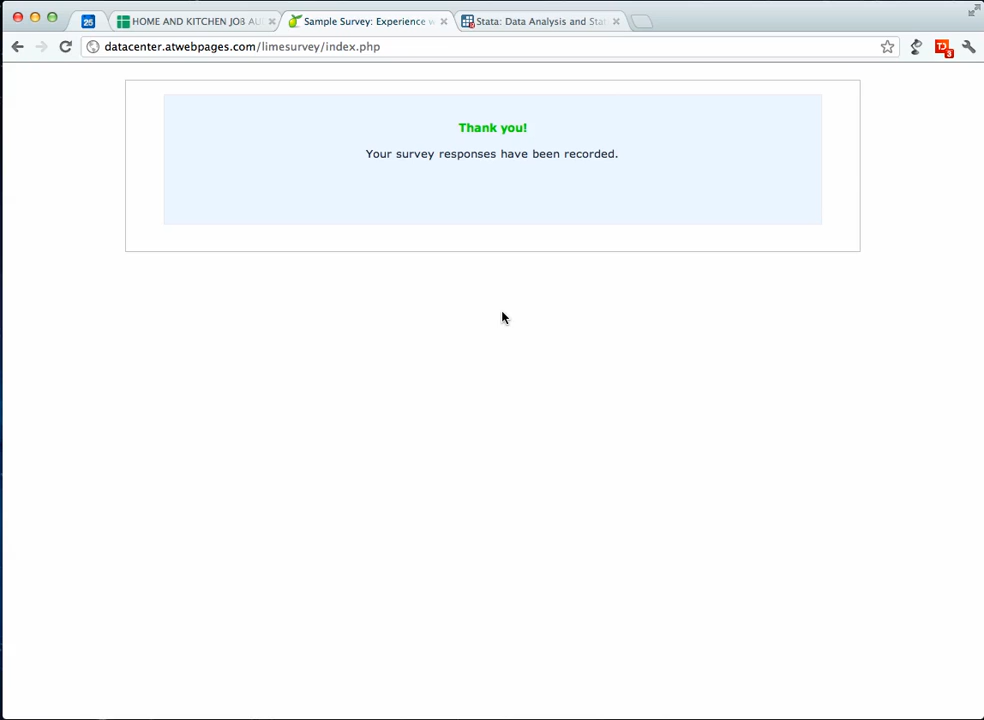 25
HOME AND KITCHEN JOB AU
Sample Survey: Experience w
Stata: Data Analysis and Stat
datacenter.atwebpages.com/limesurvey/index.php
3
Thank you!
Your survey responses have been recorded.